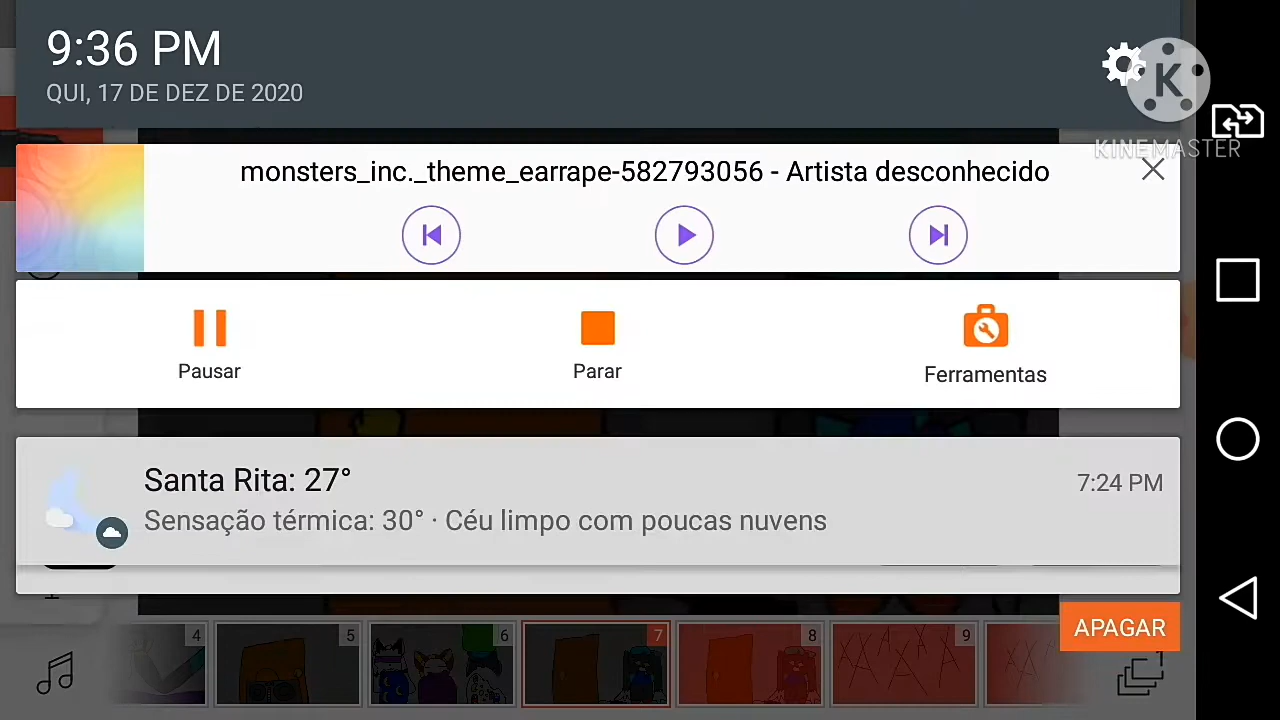 9:36 PM
QUI, 17 DE DEZ DE 2020
K
KINEMASTER
monsters_inc._theme_earrape-582793056 - Artista desconhecido
Pausar
Parar
Ferramentas
Santa Rita: 27°
7:24 PM
Sensação térmica: 30° · Céu limpo com poucas nuvens
APAGAR
4
5
6
7
8
9
1